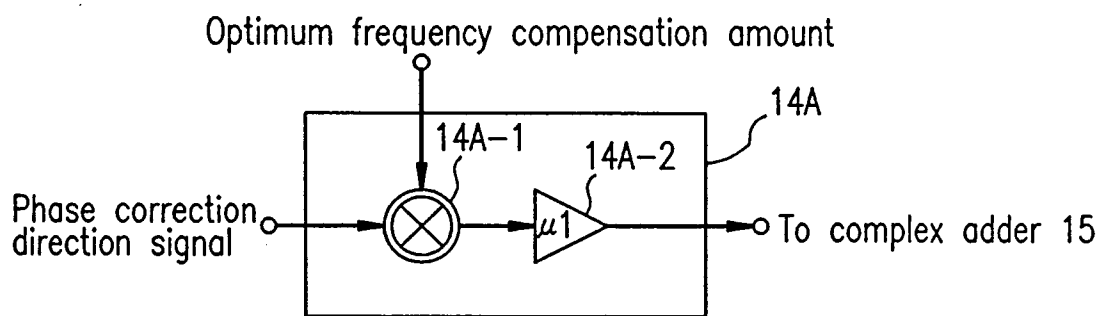 Optimum frequency compensation amount
14A
14A-1
14A-2
Phase correction
direction signal
μ1
To complex adder 15